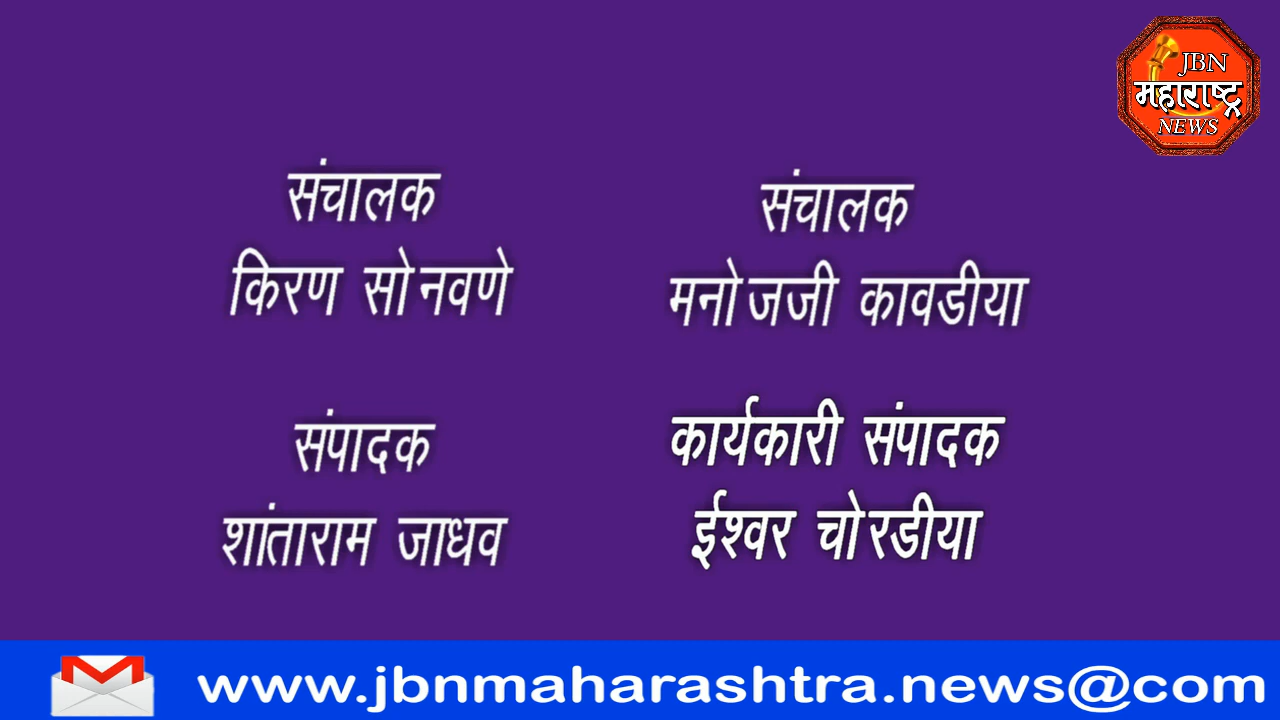 JBN
महाराष्ट्र
NEWS
संचालक
किरण सोनवणे
संचालक
मनोजजी कावडीया
संपादक
शांताराम जाधव
कार्यकारी संपादक
ईश्वर चोरडीया
www.jbnmaharashtra.news@com